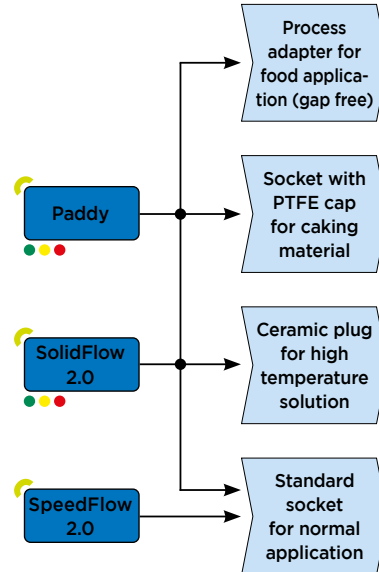 Process
adapter for
food applica-
tion (gap free)
Paddy
Socket with
PTFE cap
for caking
material
SolidFlow
2.0
Ceramic plug
for high
temperature
solution
SpeedFlow
2.0
Standard
socket
for normal
application